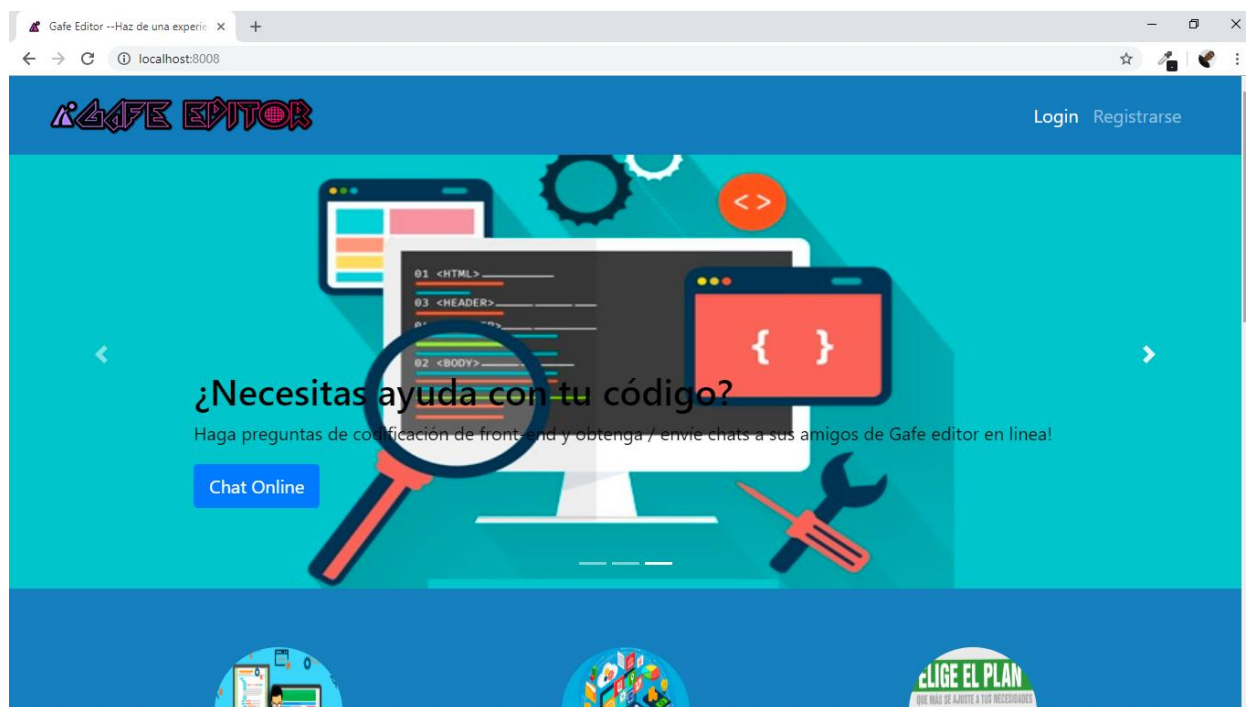 Gafe Editor --Haz de una experie
localhost:8008
GAFE EDITOR
Login Registrarse
< >
01 <HTML>
03 <HEADER>
02 <BODY>
{ }
¿Necesitas ayuda con tu código?
Haga preguntas de codificación de front-end y obtenga / envíe chats a sus amigos de Gafe editor en linea!
Chat Online
ELIGE EL PLAN
QUE MÁS SE AJUSTE A TUS NECESIDADES